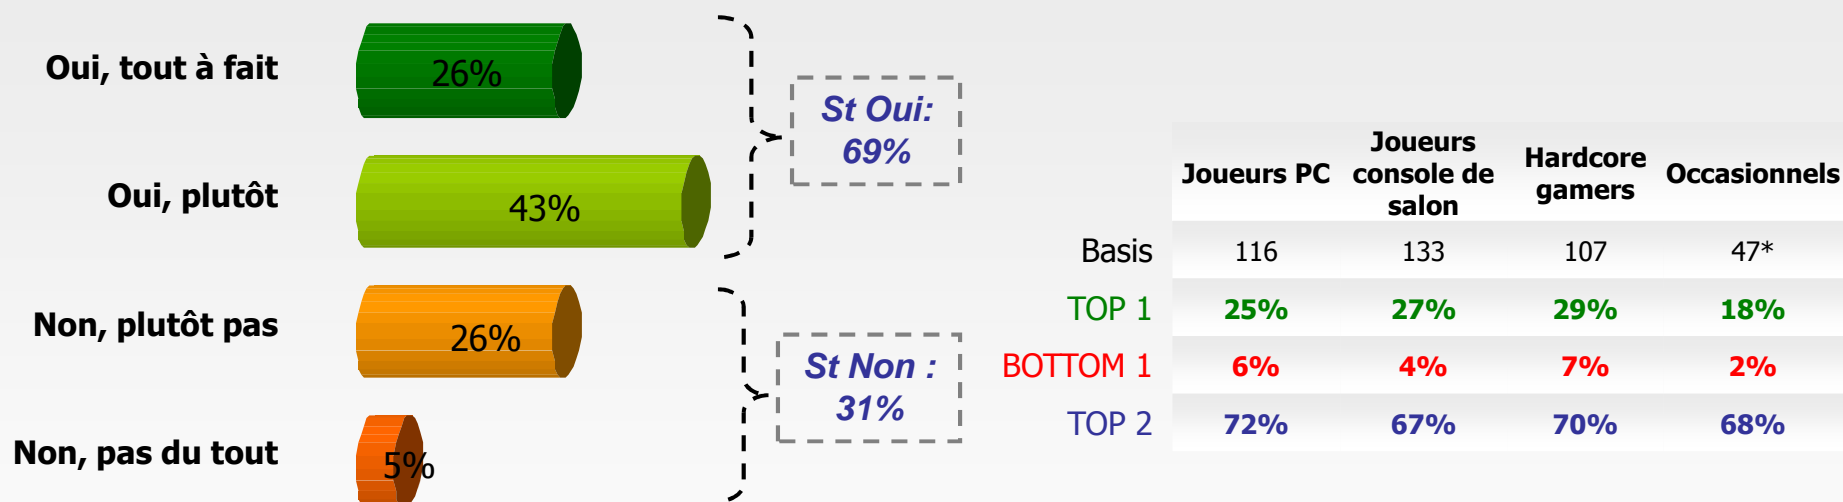 Oui, tout à fait
26%
Oui, plutôt
43%
Non, plutôt pas
26%
Non, pas du tout
5%
St Oui:
69%
St Non :
31%
Joueurs PC
Joueurs
console de
salon
Hardcore
gamers
Occasionnels
Basis 116 133 107 47*
TOP 1 25% 27% 29% 18%
BOTTOM 1 6% 4% 7% 2%
TOP 2 72% 67% 70% 68%